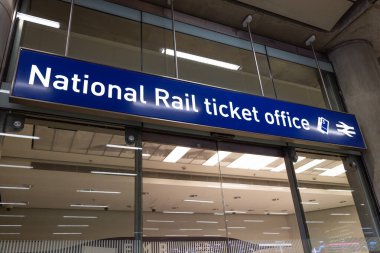 National Rail ticket office